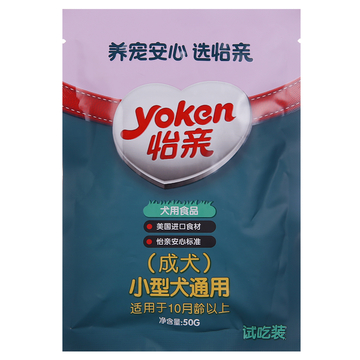 养宠安心 选怡亲
yoken
怡亲
犬用食品
美国进口食材
怡亲安心标准
（成犬）
小型犬通用
适用于10月龄以上
净含量:50G
试吃装